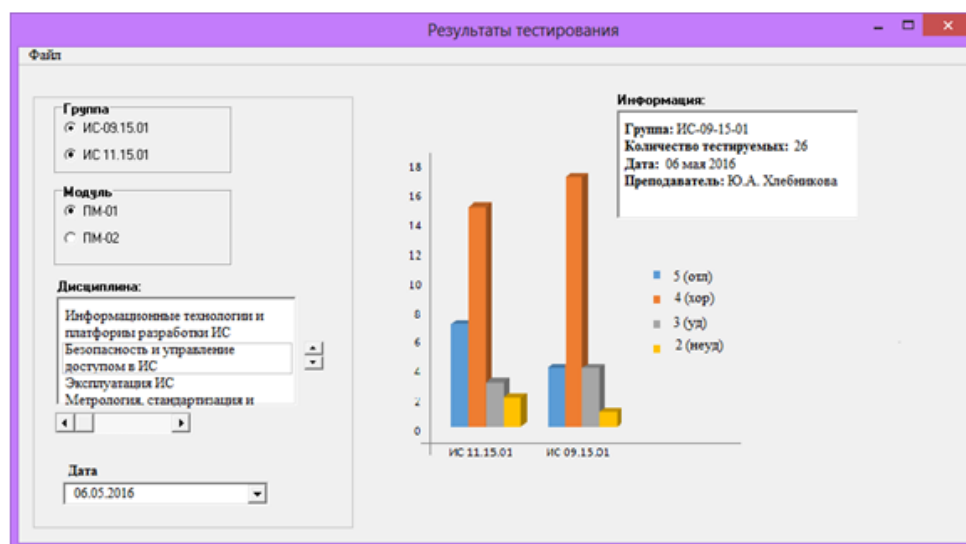 Результаты тестирования
Файл
Группа
ИС-09.15.01
ИС 11.15.01
Модуль
ПМ-01
ПМ-02
Дисциплина:
Информационные технологии и
платформы разработки ИС
Безопасность и управление
доступом в ИС
Эксплуатация ИС
Метрология, стандартизация и
Дата
06.05.2016
18
16
14
12
10
8
6
4
2
0
ИС 11.15.01
ИС 09.15.01
Информация:
Группа: ИС-09-15-01
Количество тестируемых: 26
Дата: 06 мая 2016
Преподаватель: Ю.А. Хлебникова
5 (отл)
4 (хор)
3 (уд)
2 (неуд)